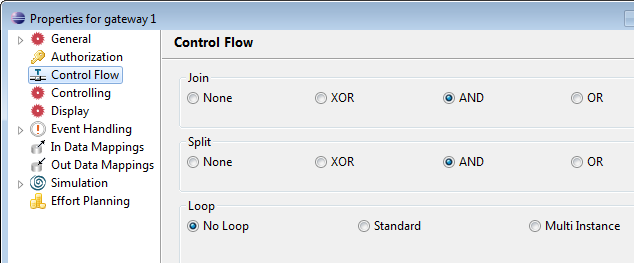 Properties for gateway 1
General
Authorization
Control Flow
Controlling
Display
Event Handling
In Data Mappings
Out Data Mappings
Simulation
Effort Planning
Control Flow
Join
None XOR AND OR
Split
None XOR AND OR
Loop
No Loop Standard Multi Instance